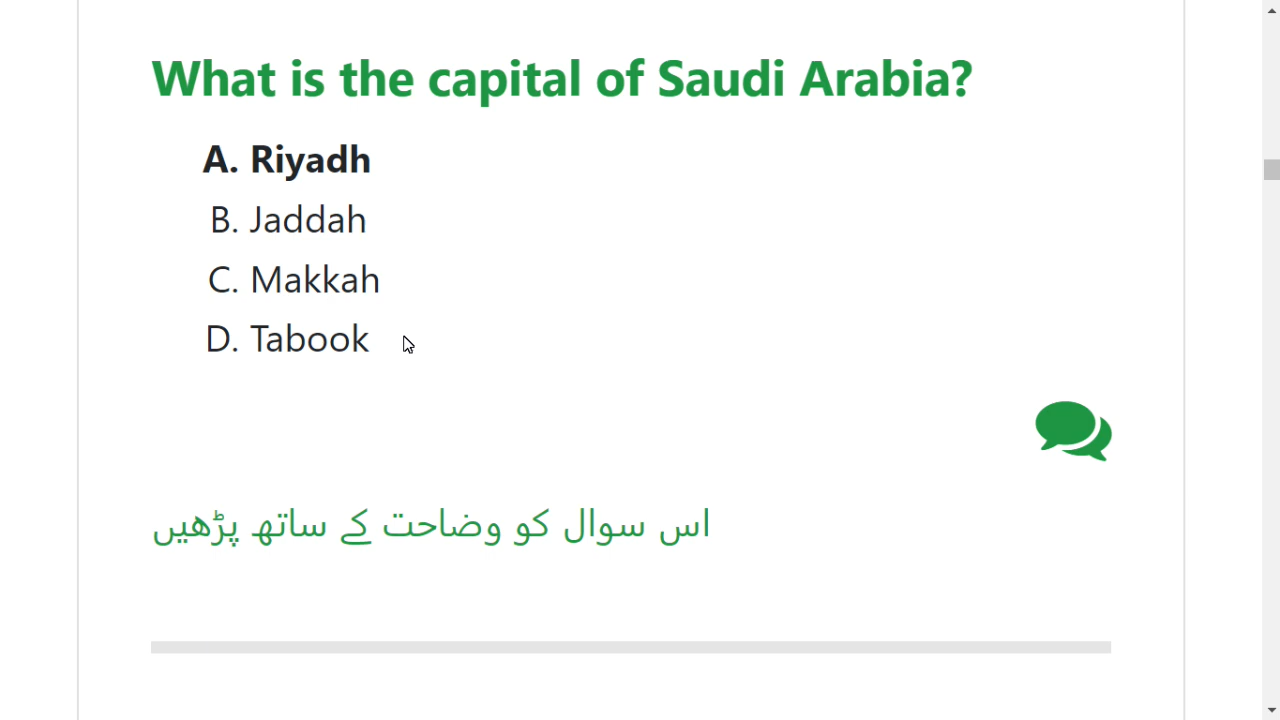 What is the capital of Saudi Arabia?
A. Riyadh
B. Jaddah
C. Makkah
D. Tabook
اس سوال کو وضاحت کے ساتھ پڑھیں